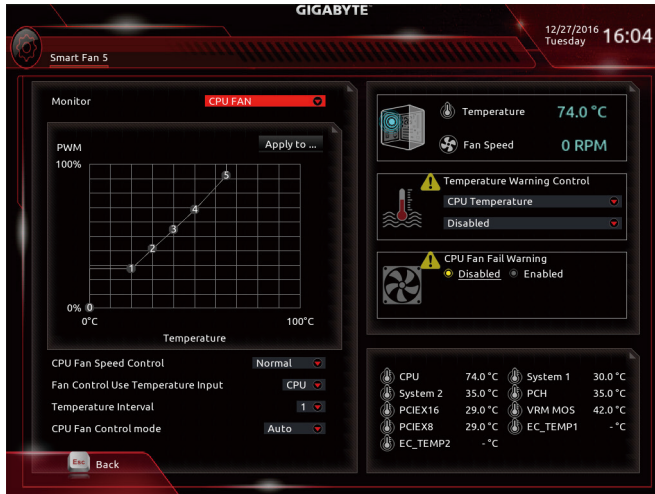 GIGABYTE™
12/27/2016 Tuesday 16:04
Smart Fan 5
Monitor CPU FAN
PWM Apply to ...
100%
5
4
3
2
1
0% 0
0°C 100°C
Temperature
CPU Fan Speed Control Normal
Fan Control Use Temperature Input CPU
Temperature Interval 1
CPU Fan Control mode Auto
Esc Back
Temperature 74.0 °C
Fan Speed 0 RPM
Temperature Warning Control
CPU Temperature
Disabled
CPU Fan Fail Warning
Disabled Enabled
CPU 74.0 °C System 1 30.0 °C
System 2 35.0 °C PCH 35.0 °C
PCIEX16 29.0 °C VRM MOS 42.0 °C
PCIEX8 29.0 °C EC_TEMP1 - °C
EC_TEMP2 - °C